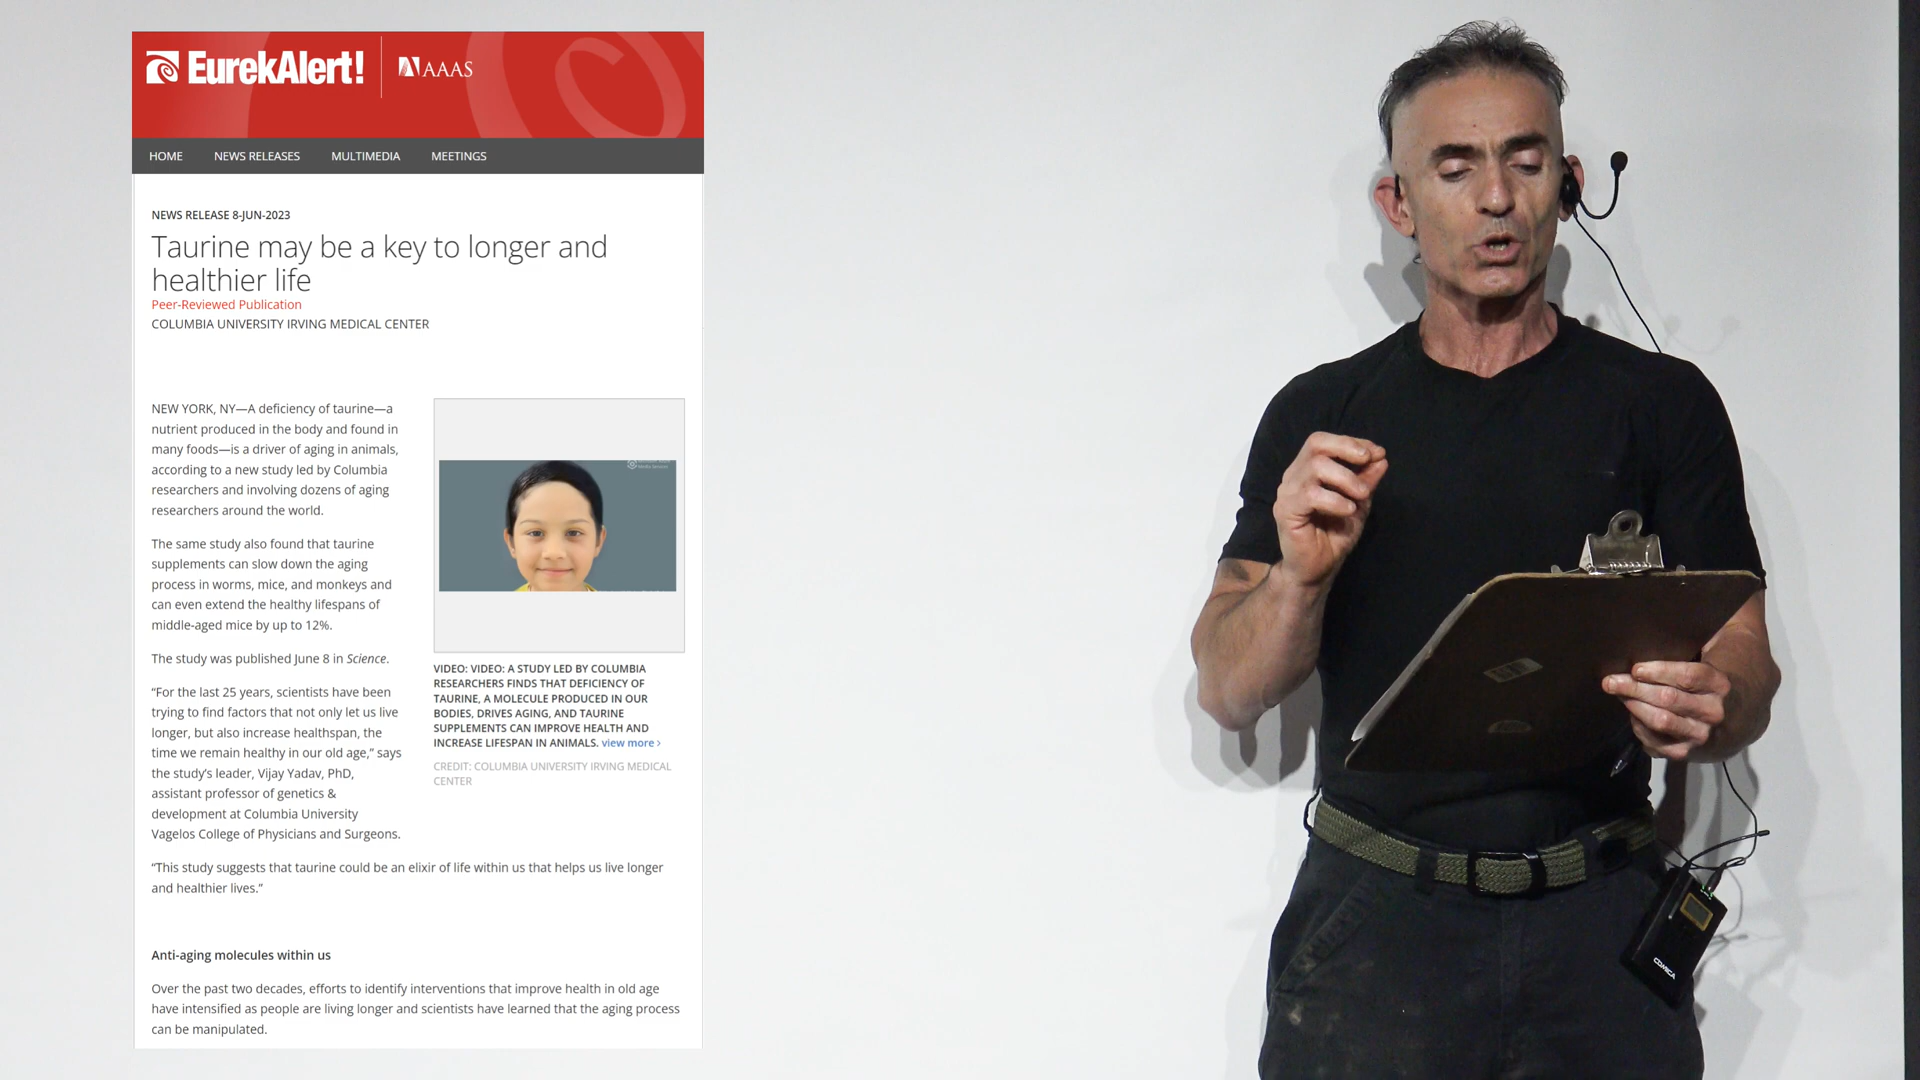 EurekAlert! AAAS
HOME NEWS RELEASES MULTIMEDIA MEETINGS
NEWS RELEASE 8-JUN-2023
Taurine may be a key to longer and
healthier life
Peer-Reviewed Publication
COLUMBIA UNIVERSITY IRVING MEDICAL CENTER
NEW YORK, NY—A deficiency of taurine—a
nutrient produced in the body and found in
many foods—is a driver of aging in animals,
according to a new study led by Columbia
researchers and involving dozens of aging
researchers around the world.
The same study also found that taurine
supplements can slow down the aging
process in worms, mice, and monkeys and
can even extend the healthy lifespans of
middle-aged mice by up to 12%.
The study was published June 8 in Science.
“For the last 25 years, scientists have been
trying to find factors that not only let us live
longer, but also increase healthspan, the
time we remain healthy in our old age,” says
the study’s leader, Vijay Yadav, PhD,
assistant professor of genetics &
development at Columbia University
Vagelos College of Physicians and Surgeons.
VIDEO: VIDEO: A STUDY LED BY COLUMBIA
RESEARCHERS FINDS THAT DEFICIENCY OF
TAURINE, A MOLECULE PRODUCED IN OUR
BODIES, DRIVES AGING, AND TAURINE
SUPPLEMENTS CAN IMPROVE HEALTH AND
INCREASE LIFESPAN IN ANIMALS. view more >
CREDIT: COLUMBIA UNIVERSITY IRVING MEDICAL
CENTER
“This study suggests that taurine could be an elixir of life within us that helps us live longer
and healthier lives.”
Anti-aging molecules within us
Over the past two decades, efforts to identify interventions that improve health in old age
have intensified as people are living longer and scientists have learned that the aging process
can be manipulated.
COMICA